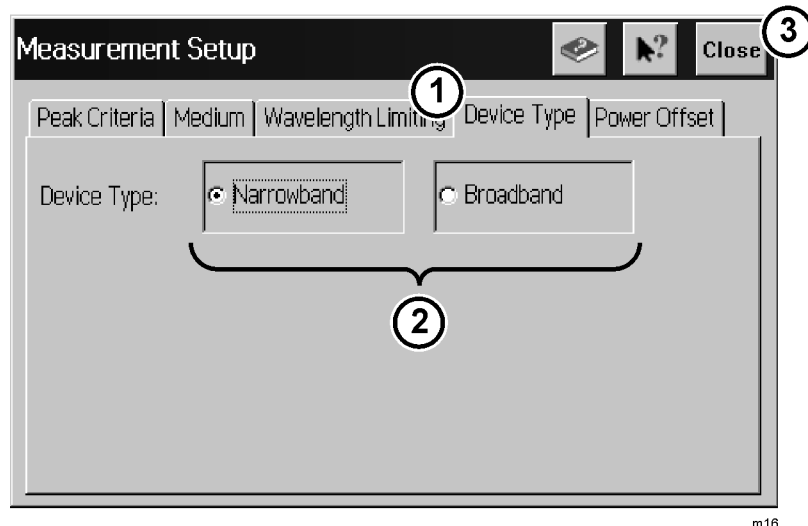 Measurement Setup ? Close 3
1
Peak Criteria Medium Wavelength Limiting Device Type Power Offset
Device Type: Narrowband Broadband
2
m16